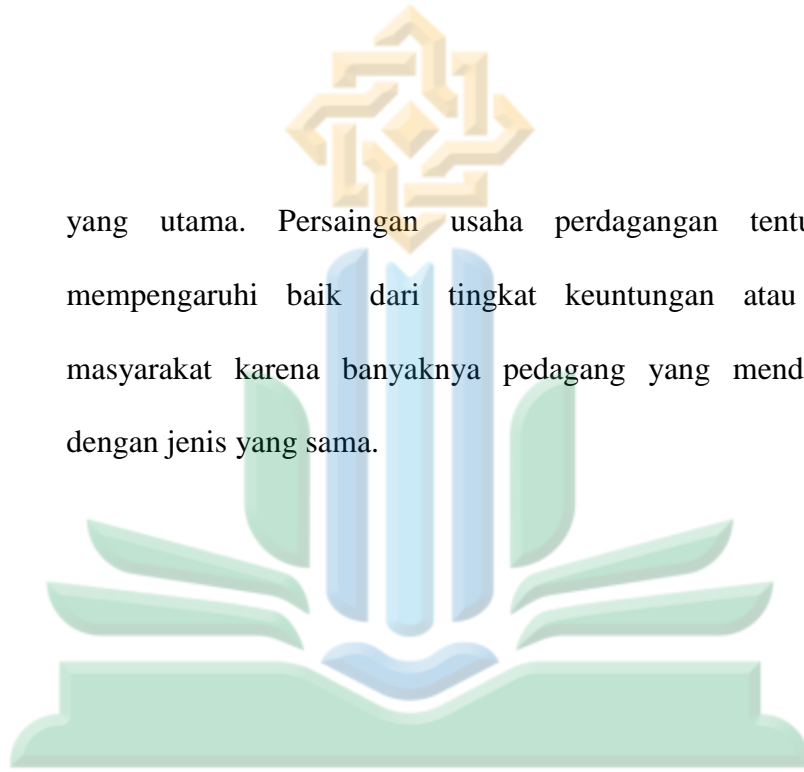 yang utama. Persaingan usaha perdagangan
mempengaruhi baik dari tingkat keuntungan atau
masyarakat karena banyaknya pedagang yang
dengan jenis yang sama.